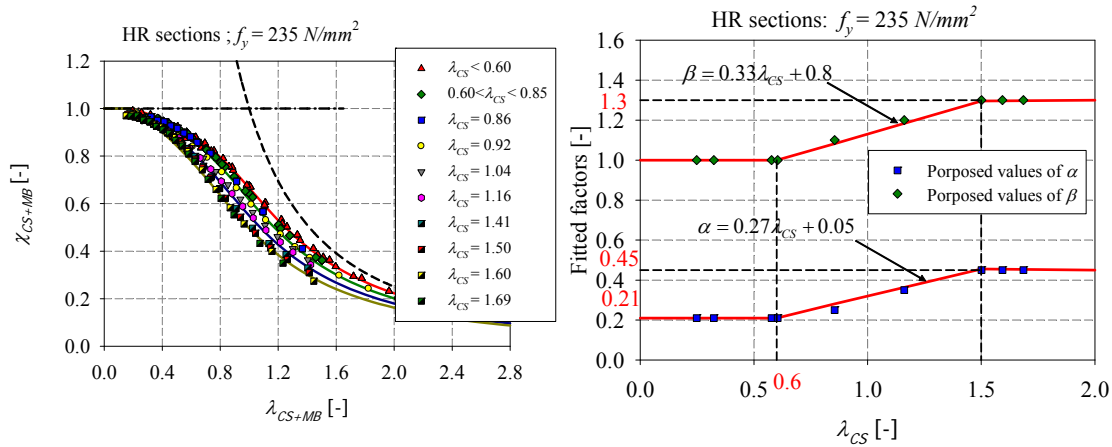 HR sections ; f_y = 235 N/mm²
1.2
1.0
0.8
0.6
0.4
0.2
0.0
χ_CS+MB [-]
0.0 0.4 0.8 1.2 1.6 2.0 2.4 2.8
λ_CS+MB [-]
λ_CS < 0.60
0.60<λ_CS < 0.85
λ_CS = 0.86
λ_CS = 0.92
λ_CS = 1.04
λ_CS = 1.16
λ_CS = 1.41
λ_CS = 1.50
λ_CS = 1.60
λ_CS = 1.69
HR sections: f_y = 235 N/mm²
1.6
1.4
1.3
1.2
1.0
0.8
0.6
0.45
0.4
0.21
0.2
0.0
Fitted factors [-]
β = 0.33λ_CS + 0.8
Porposed values of α
Porposed values of β
α = 0.27λ_CS + 0.05
0.0 0.5 0.6 1.0 1.5 2.0
λ_CS [-]